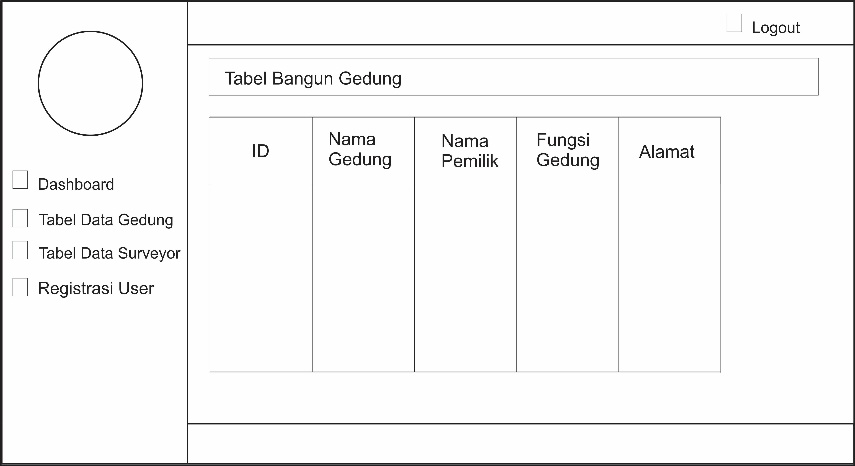 Logout
Dashboard
Tabel Data Gedung
Tabel Data Surveyor
Registrasi User
Tabel Bangun Gedung
ID
Nama
Gedung
Nama
Pemilik
Fungsi
Gedung
Alamat